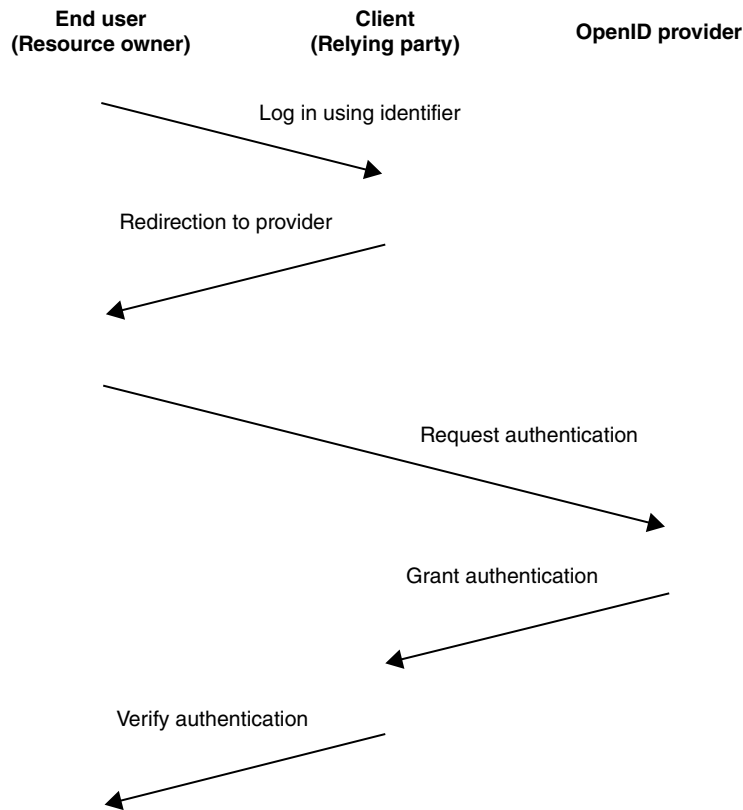 End user
(Resource owner)
Client
(Relying party)
OpenID provider
Log in using identifier
Redirection to provider
Request authentication
Grant authentication
Verify authentication